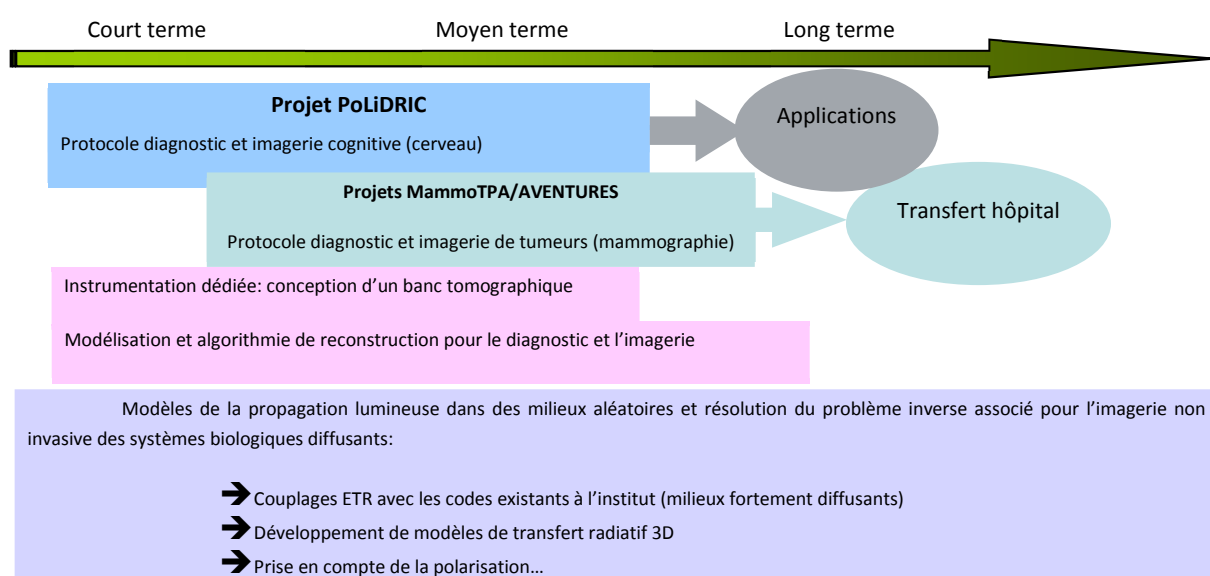 Court terme Moyen terme Long terme
Projet PoLiDRIC
Protocole diagnostic et imagerie cognitive (cerveau)
Applications
Projets MammoTPA/AVENTURES
Protocole diagnostic et imagerie de tumeurs (mammographie)
Transfert hôpital
Instrumentation dédiée: conception d'un banc tomographique
Modélisation et algorithmie de reconstruction pour le diagnostic et l'imagerie
Modèles de la propagation lumineuse dans des milieux aléatoires et résolution du problème inverse associé pour l'imagerie non
invasive des systèmes biologiques diffusants:
➔ Couplages ETR avec les codes existants à l'institut (milieux fortement diffusants)
➔ Développement de modèles de transfert radiatif 3D
➔ Prise en compte de la polarisation…